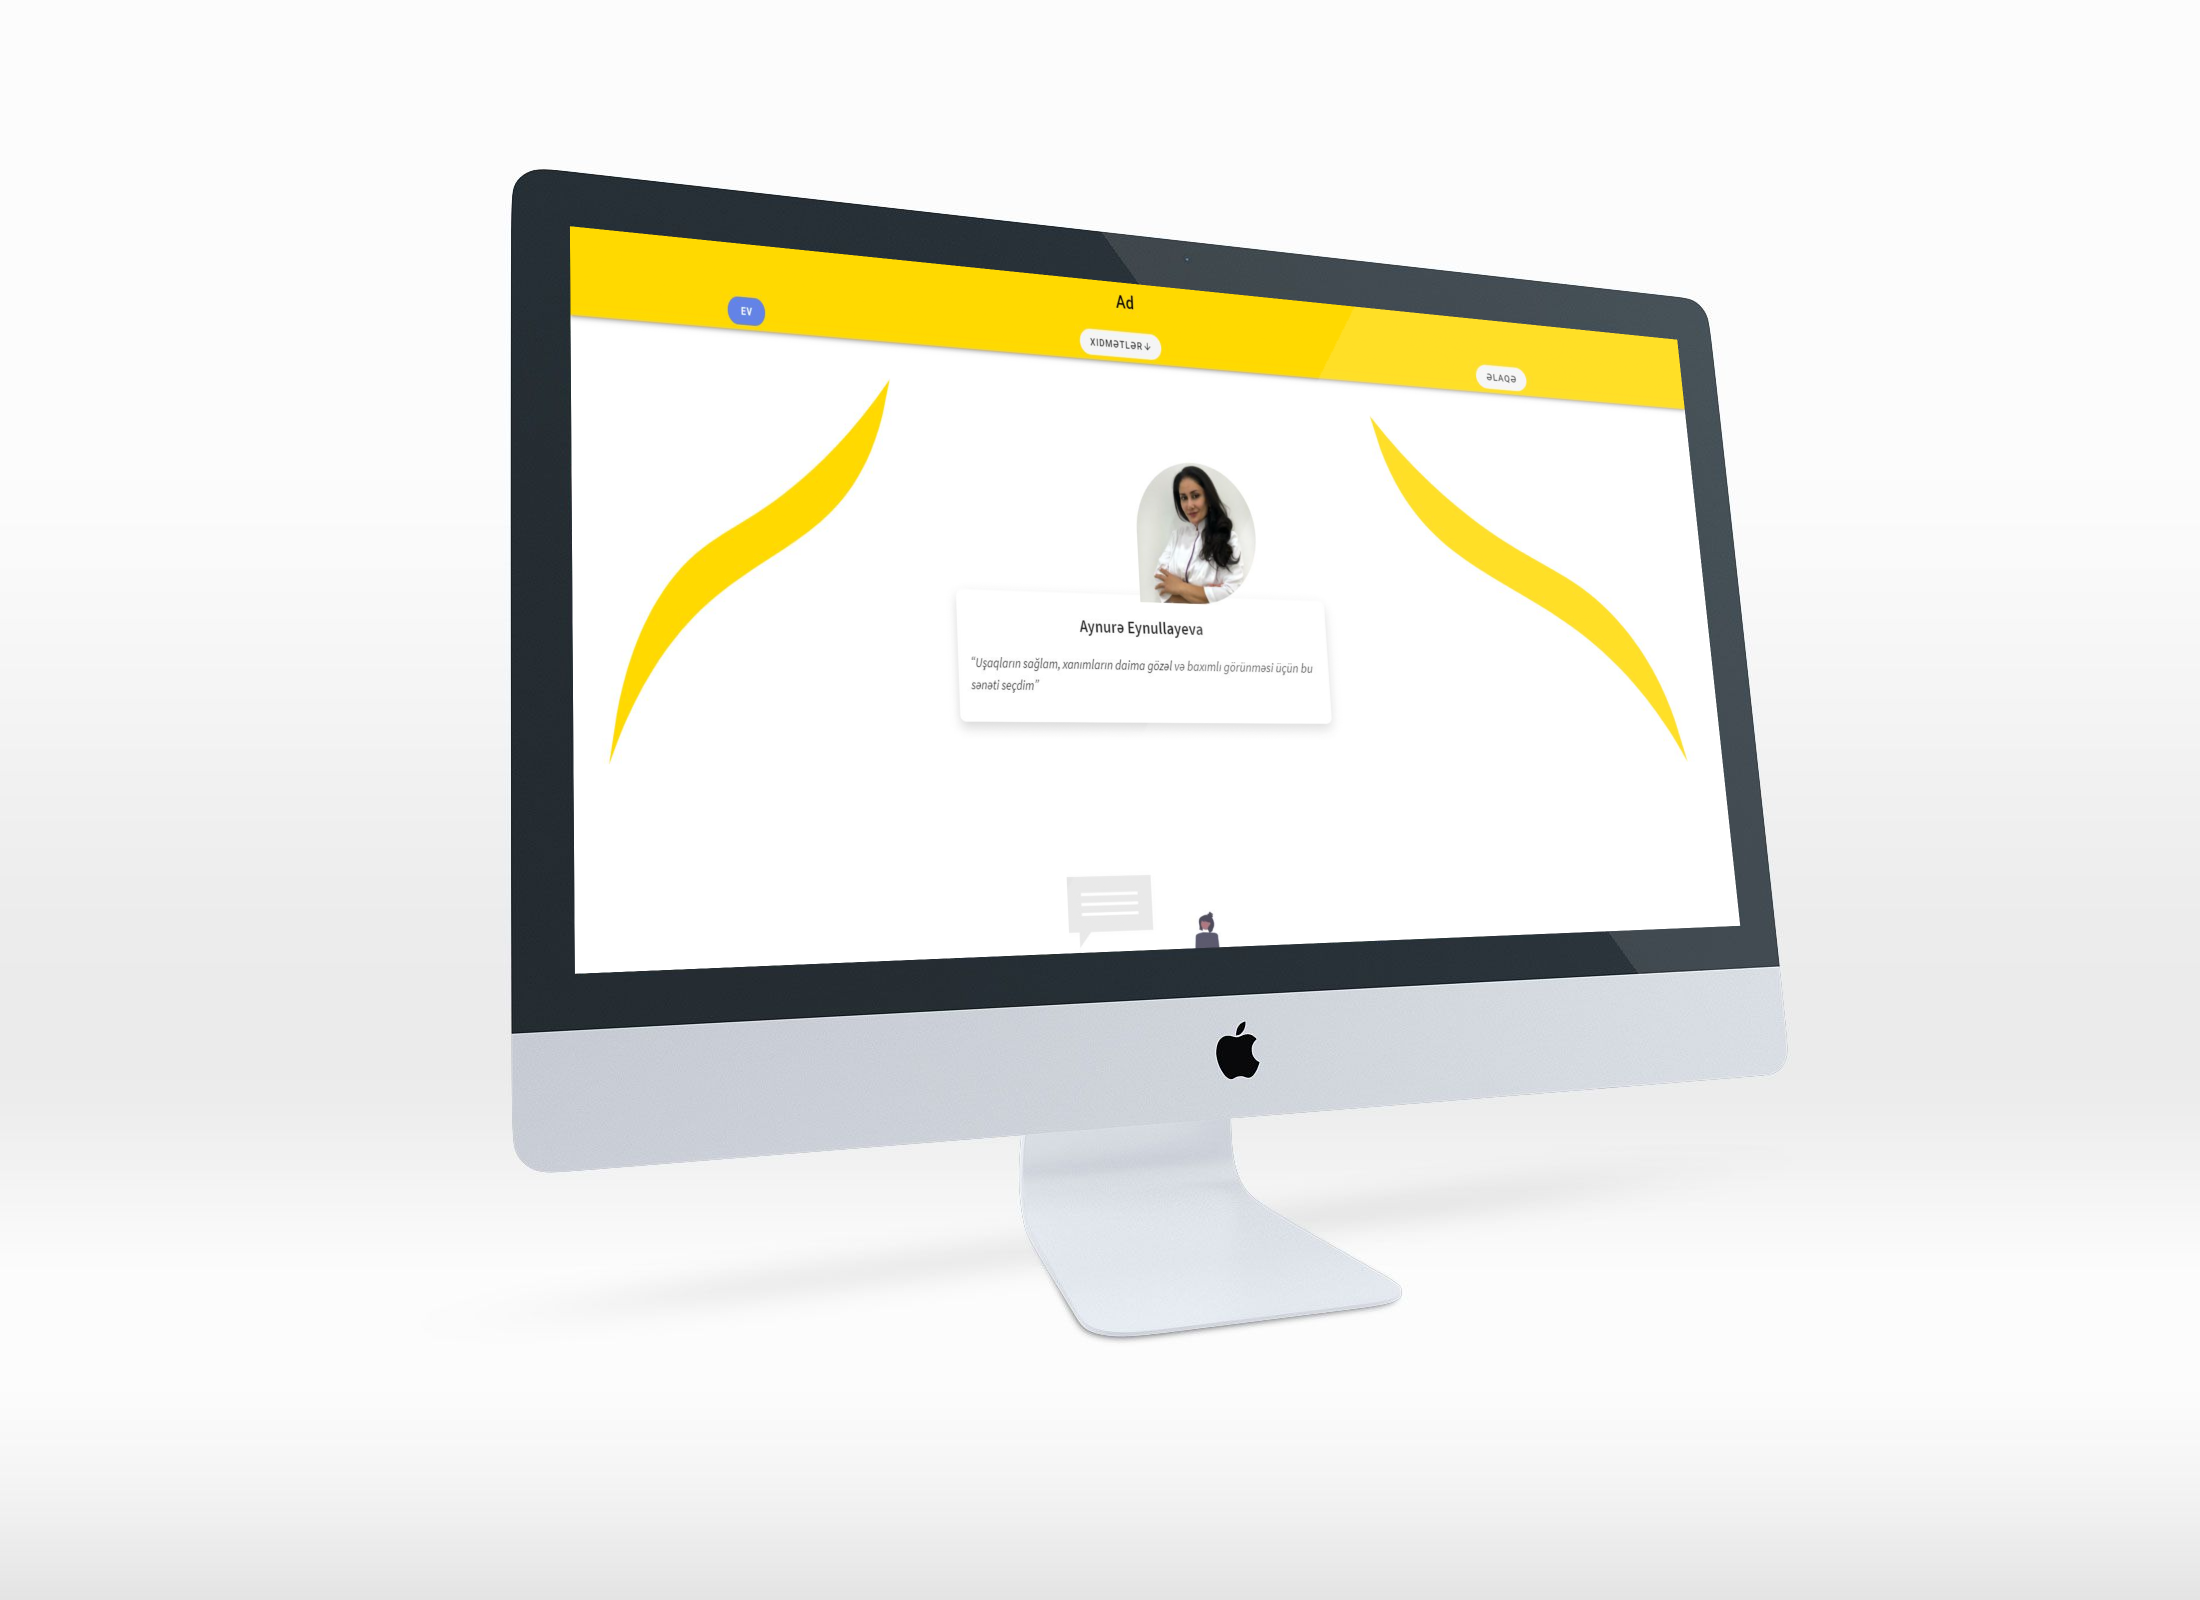 Ad
EV
XIDMƏTLƏR↓
ƏLAQƏ
Aynurə Eynullayeva
“Uşaqların sağlam, xanımların daima gözəl və baxımlı görünməsi üçün bu
sənəti seçdim”